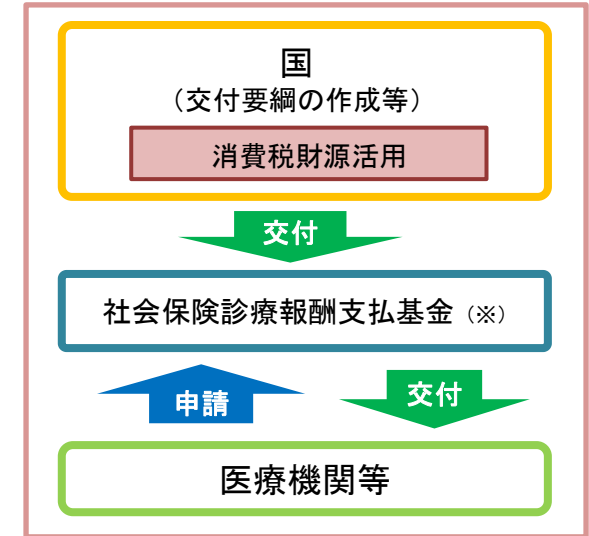 国
（交付要綱の作成等）
消費税財源活用
交付
社会保険診療報酬支払基金（※）
申請
交付
医療機関等